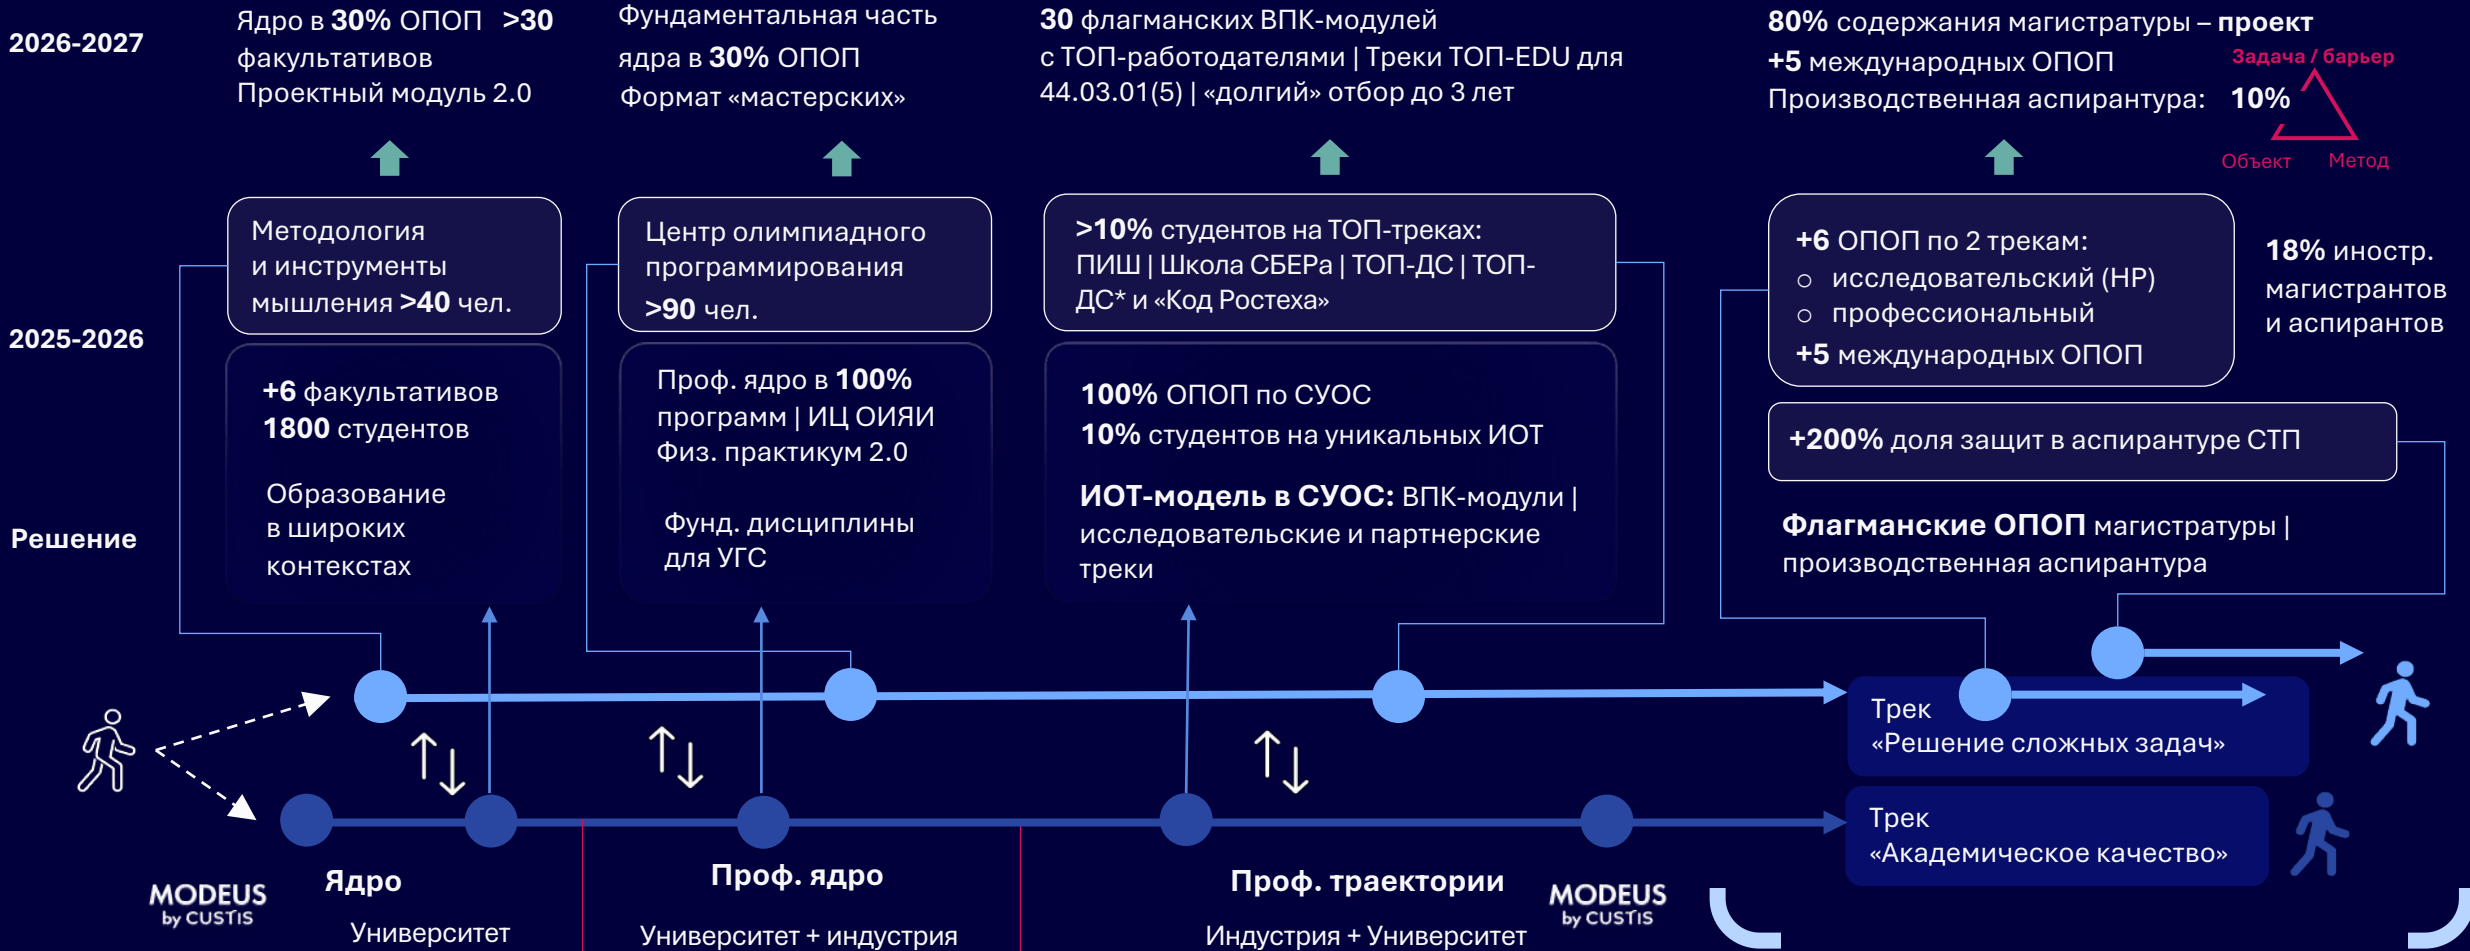 2026-2027
Ядро в 30% ОПОП >30
факультативов
Проектный модуль 2.0
Фундаментальная часть
ядра в 30% ОПОП
Формат «мастерских»
30 флагманских ВПК-модулей
с ТОП-работодателями | Треки ТОП-EDU для
44.03.01(5) | «долгий» отбор до 3 лет
80% содержания магистратуры – проект
+5 международных ОПОП
Производственная аспирантура: 10%
Задача / барьер
Объект
Метод
2025-2026
Методология
и инструменты
мышления >40 чел.
Центр олимпиадного
программирования
>90 чел.
>10% студентов на ТОП-треках:
ПИШ | Школа СБЕРа | ТОП-ДС | ТОП-
ДС* и «Код Ростеха»
+6 ОПОП по 2 трекам:
o исследовательский (НР)
o профессиональный
+5 международных ОПОП
18% иностр.
магистрантов
и аспирантов
+6 факультативов
1800 студентов
Проф. ядро в 100%
программ | ИЦ ОИЯИ
Физ. практикум 2.0
100% ОПОП по СУОС
10% студентов на уникальных ИОТ
+200% доля защит в аспирантуре СТП
Решение
Образование
в широких
контекстах
Фунд. дисциплины
для УГС
ИОТ-модель в СУОС: ВПК-модули |
исследовательские и партнерские
треки
Флагманские ОПОП магистратуры |
производственная аспирантура
Трек
«Решение сложных задач»
Трек
«Академическое качество»
MODEUS
by CUSTIS
Ядро
Университет
Проф. ядро
Университет + индустрия
Проф. траектории
Индустрия + Университет
MODEUS
by CUSTIS